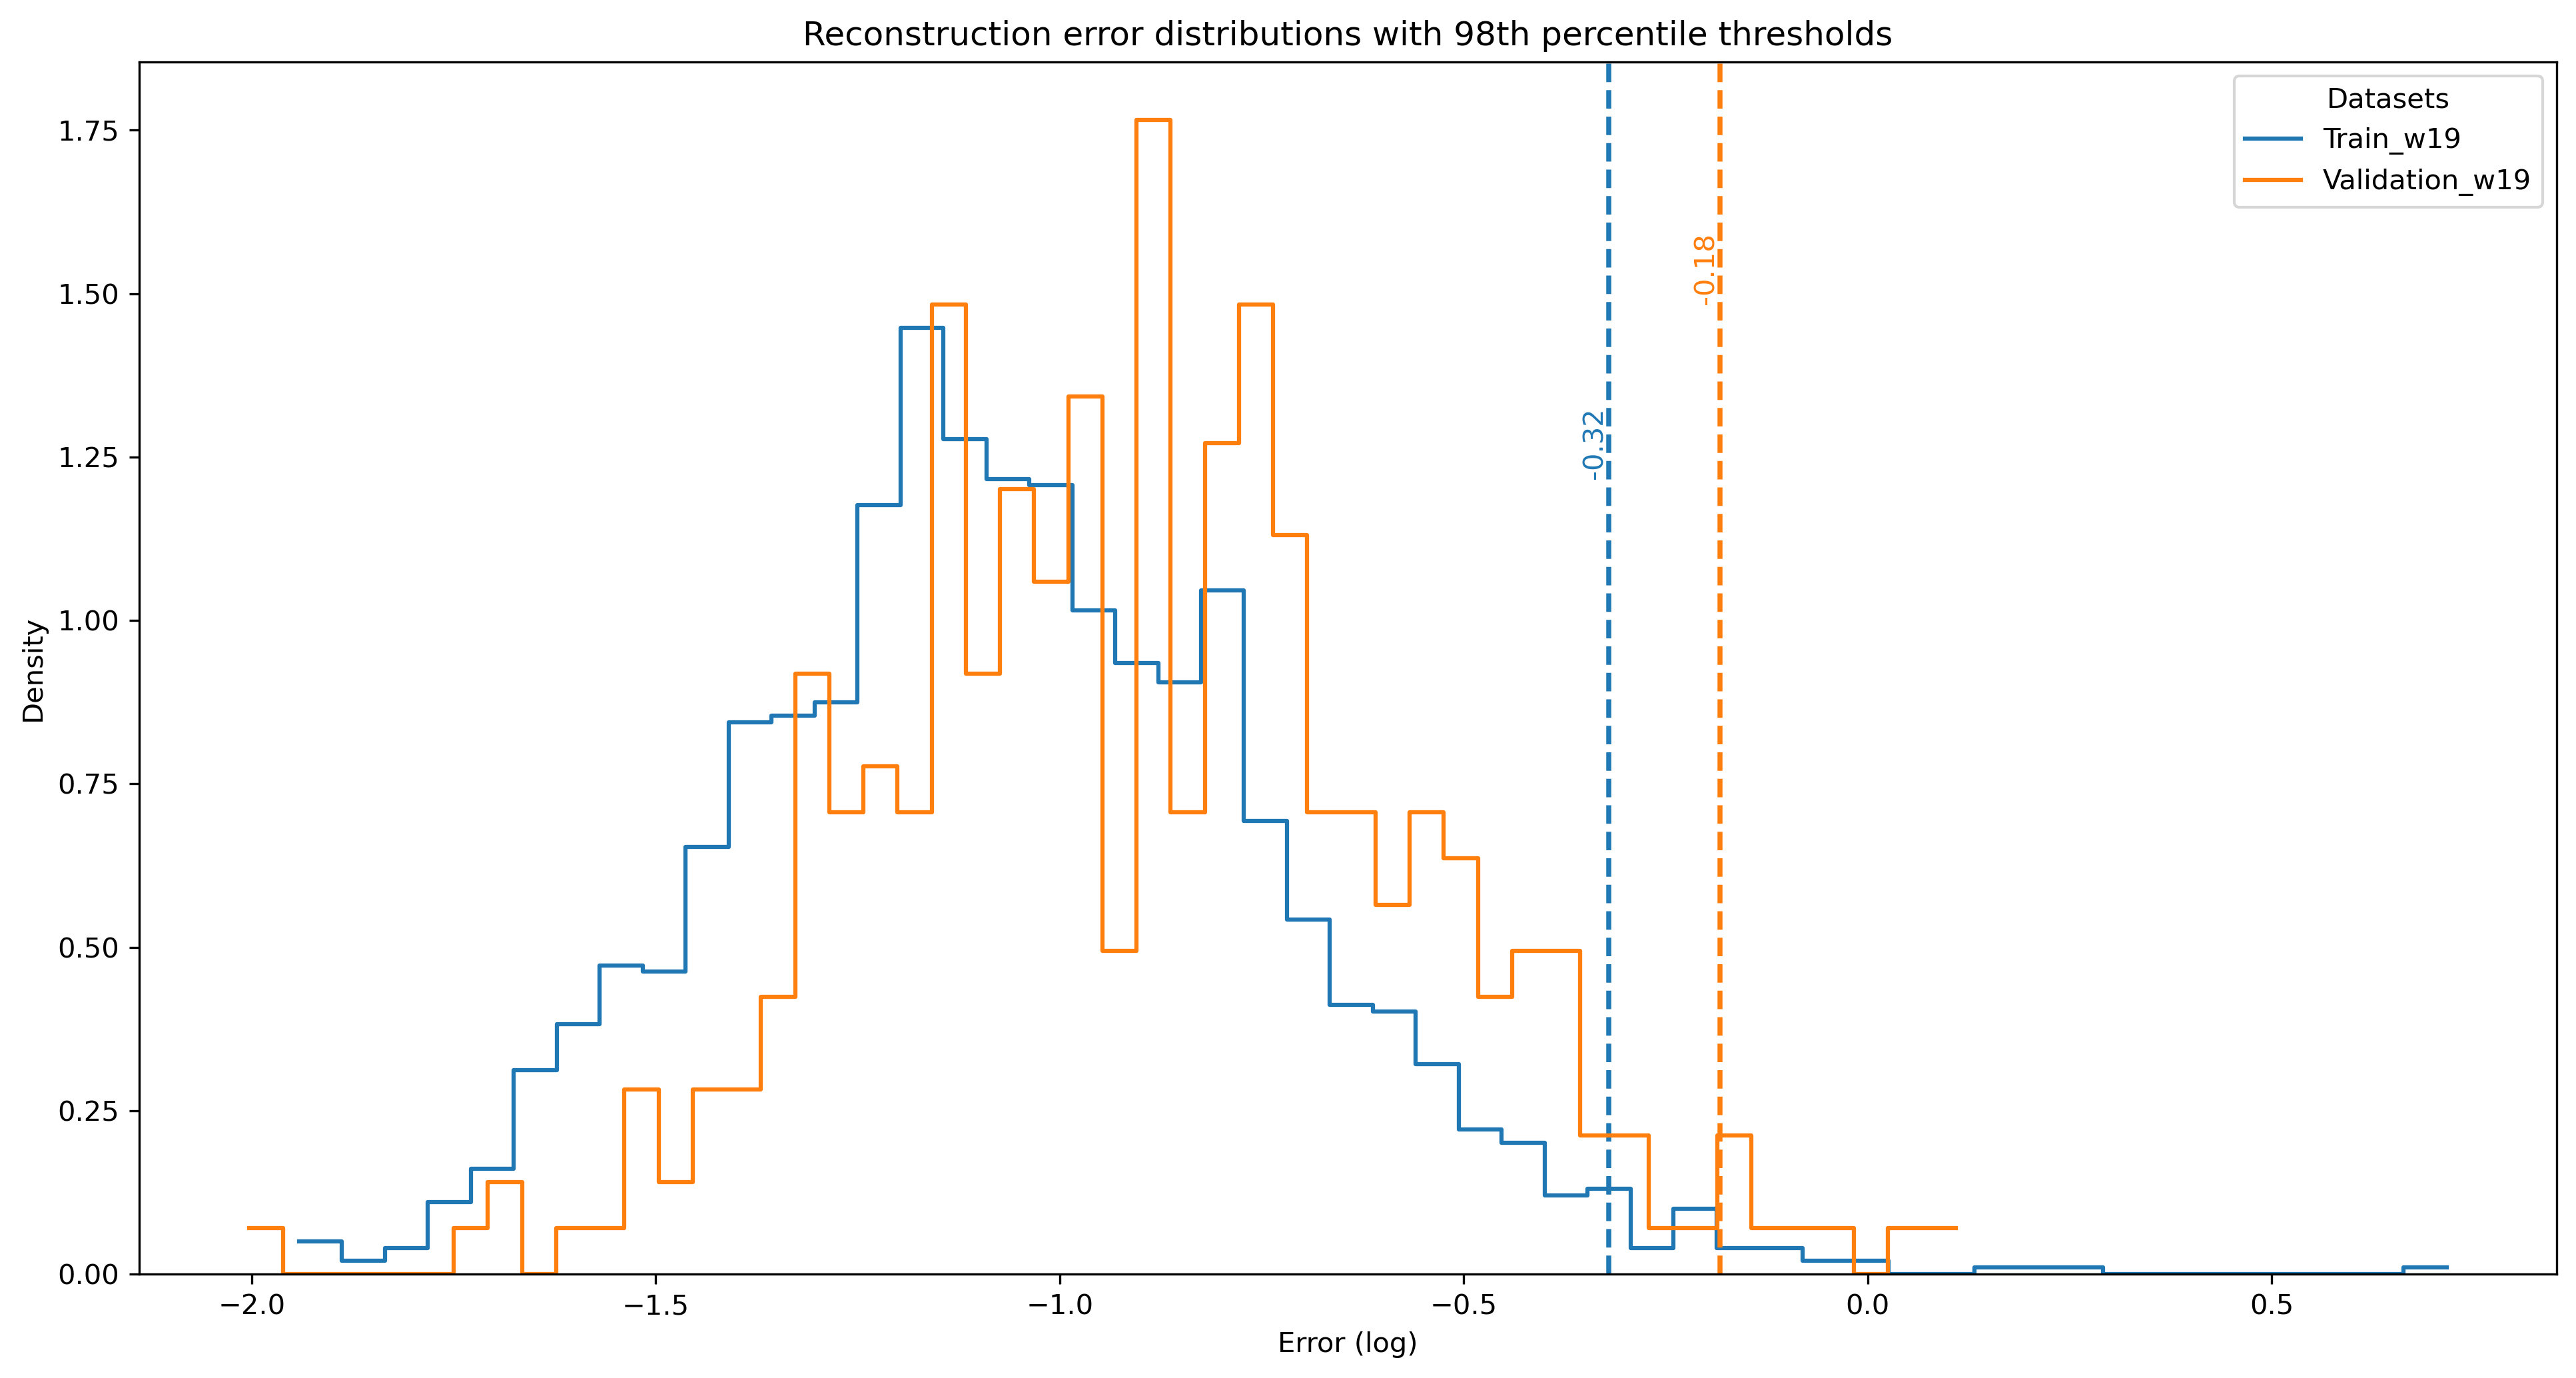 Reconstruction error distributions with 98th percentile thresholds
Datasets
Train_w19
Validation_w19
-0.32
-0.18
Density
1.75
1.50
1.25
1.00
0.75
0.50
0.25
0.00
−2.0
−1.5
−1.0
−0.5
0.0
0.5
Error (log)